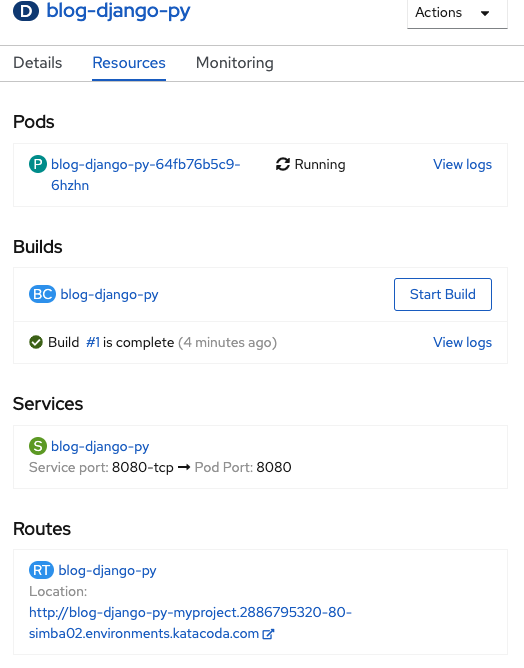 D blog-django-py
Actions
Details Resources Monitoring
Pods
P blog-django-py-64fb76b5c9- Running View logs
6hzhn
Builds
BC blog-django-py Start Build
Build #1 is complete (4 minutes ago) View logs
Services
S blog-django-py
Service port: 8080-tcp → Pod Port: 8080
Routes
RT blog-django-py
Location:
http://blog-django-py-myproject.2886795320-80-
simba02.environments.katacoda.com